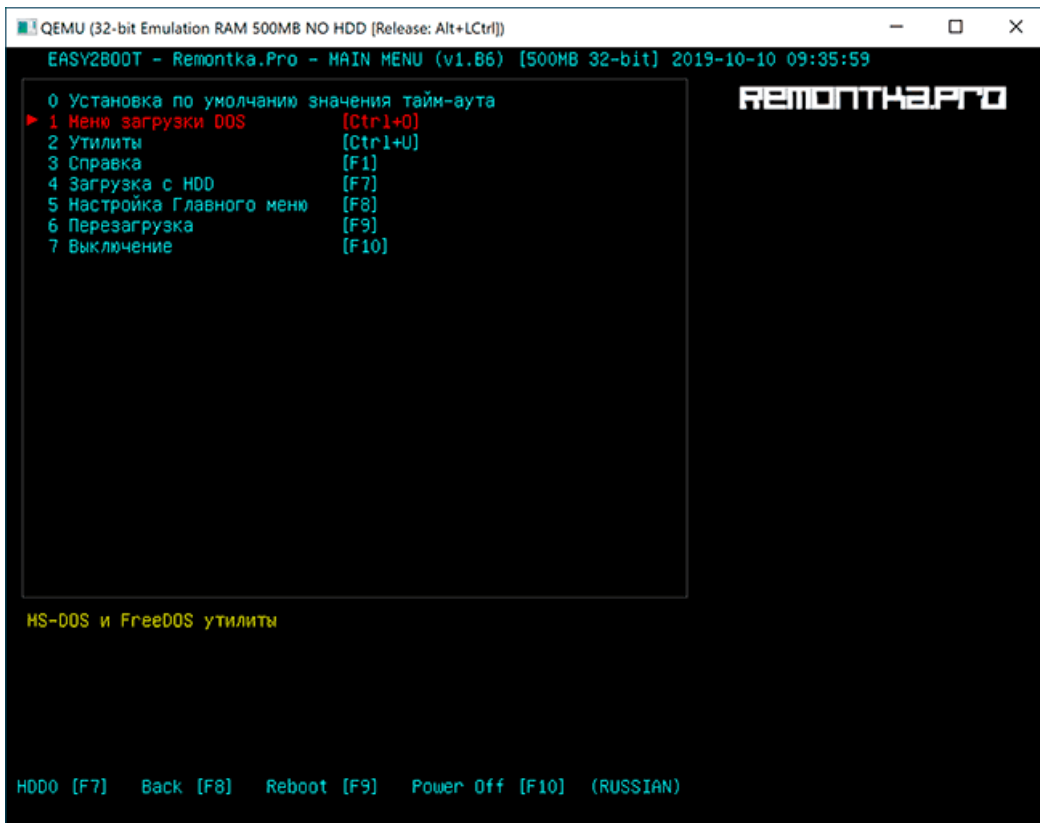 QEMU (32-bit Emulation RAM 500MB NO HDD [Release: Alt+LCtrl])
EASY2BOOT - Remontka.Pro - MAIN MENU (v1.B6) [500MB 32-bit] 2019-10-10 09:35:59
Remontka.pro
0 Установка по умолчанию значения тайм-аута
1 Меню загрузки DOS [Ctrl+O]
2 Утилиты [Ctrl+U]
3 Справка [F1]
4 Загрузка с HDD [F7]
5 Настройка Главного меню [F8]
6 Перезагрузка [F9]
7 Выключение [F10]
MS-DOS и FreeDOS утилиты
HDD0 [F7] Back [F8] Reboot [F9] Power Off [F10] (RUSSIAN)